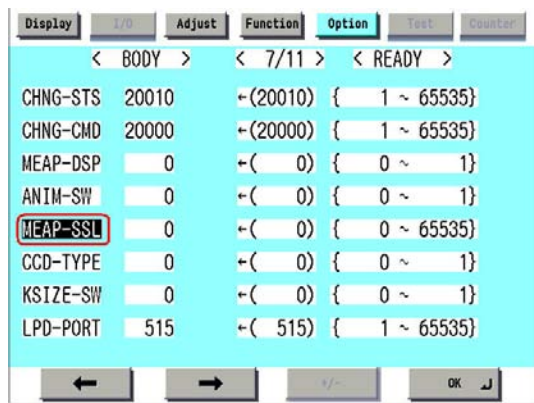 Display I/O Adjust Function Option Test Counter
< BODY > < 7/11 > < READY >
CHNG-STS 20010 ←(20010) { 1 ~ 65535}
CHNG-CMD 20000 ←(20000) { 1 ~ 65535}
MEAP-DSP 0 ←( 0) { 0 ~ 1}
ANIM-SW 0 ←( 0) { 0 ~ 1}
MEAP-SSL 0 ←( 0) { 0 ~ 65535}
CCD-TYPE 0 ←( 0) { 0 ~ 1}
KSIZE-SW 0 ←( 0) { 0 ~ 1}
LPD-PORT 515 ←( 515) { 1 ~ 65535}
← → +/- OK ↵